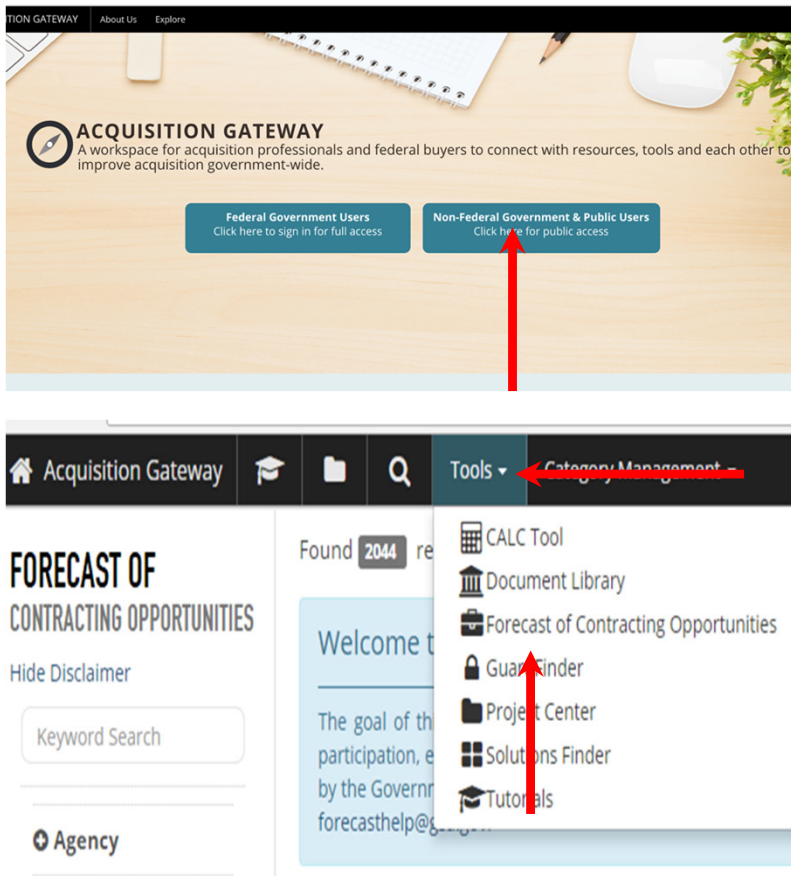 TION GATEWAY About Us Explore
ACQUISITION GATEWAY
A workspace for acquisition professionals and federal buyers to connect with resources, tools and each other to
improve acquisition government-wide.
Federal Government Users
Click here to sign in for full access
Non-Federal Government & Public Users
Click here for public access
Acquisition Gateway Tools Category Management
FORECAST OF
CONTRACTING OPPORTUNITIES
Hide Disclaimer
Keyword Search
Agency
Found 2044 re
Welcome t
The goal of th
participation, e
by the Governm
forecasthelp@gsa.gov
CALC Tool
Document Library
Forecast of Contracting Opportunities
Guard Finder
Project Center
Solutions Finder
Tutorials